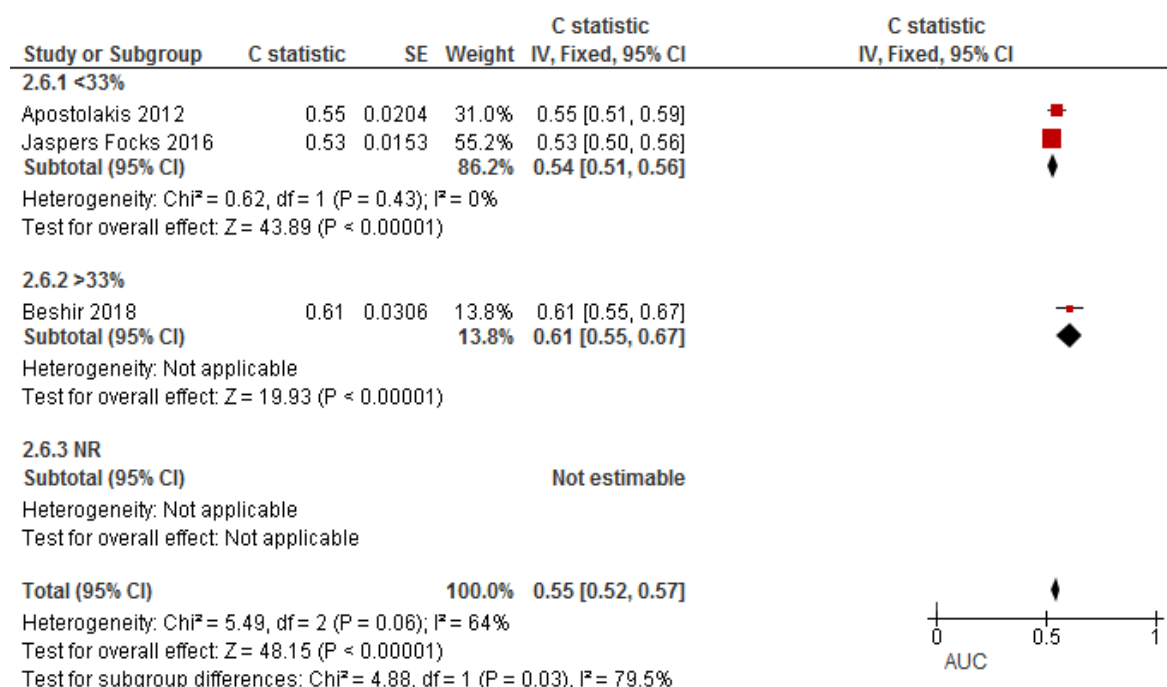 C statistic C statistic
Study or Subgroup C statistic SE Weight IV, Fixed, 95% CI IV, Fixed, 95% CI
2.6.1 <33%
Apostolakis 2012 0.55 0.0204 31.0% 0.55 [0.51, 0.59]
Jaspers Focks 2016 0.53 0.0153 55.2% 0.53 [0.50, 0.56]
Subtotal (95% CI) 86.2% 0.54 [0.51, 0.56]
Heterogeneity: Chi² = 0.62, df = 1 (P = 0.43); I² = 0%
Test for overall effect: Z = 43.89 (P < 0.00001)
2.6.2 >33%
Beshir 2018 0.61 0.0306 13.8% 0.61 [0.55, 0.67]
Subtotal (95% CI) 13.8% 0.61 [0.55, 0.67]
Heterogeneity: Not applicable
Test for overall effect: Z = 19.93 (P < 0.00001)
2.6.3 NR
Subtotal (95% CI) Not estimable
Heterogeneity: Not applicable
Test for overall effect: Not applicable
Total (95% CI) 100.0% 0.55 [0.52, 0.57]
Heterogeneity: Chi² = 5.49, df = 2 (P = 0.06); I² = 64%
Test for overall effect: Z = 48.15 (P < 0.00001)
Test for subgroup differences: Chi² = 4.88, df = 1 (P = 0.03), I² = 79.5%
0 0.5 1
AUC